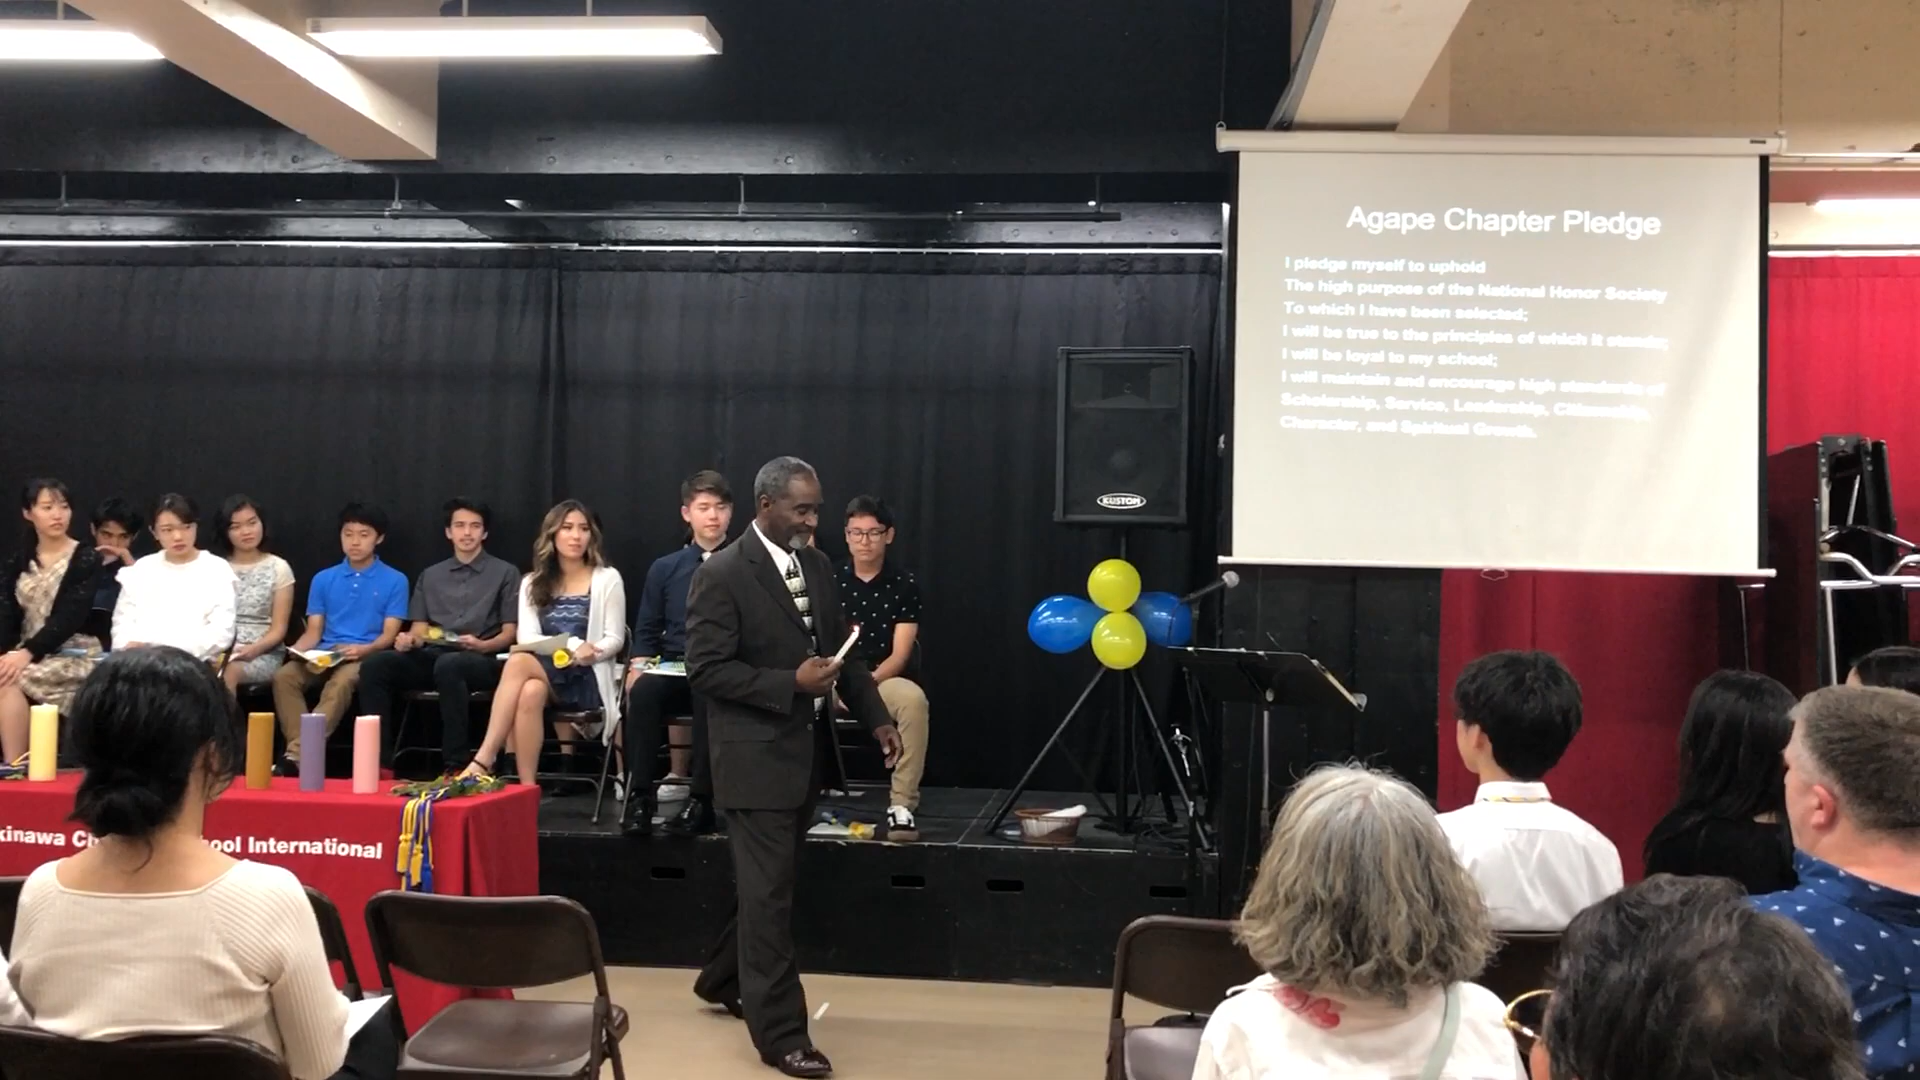 Agape Chapter Pledge
I pledge myself to uphold
The high purpose of the National Honor Society
To which I have been selected;
I will be true to the principles of which it stands;
I will be loyal to my school;
I will maintain and encourage high standards of
Scholarship, Service, Leadership, Citizenship,
Character, and Spiritual Growth.
KUSTOM
kinawa Ch ool International